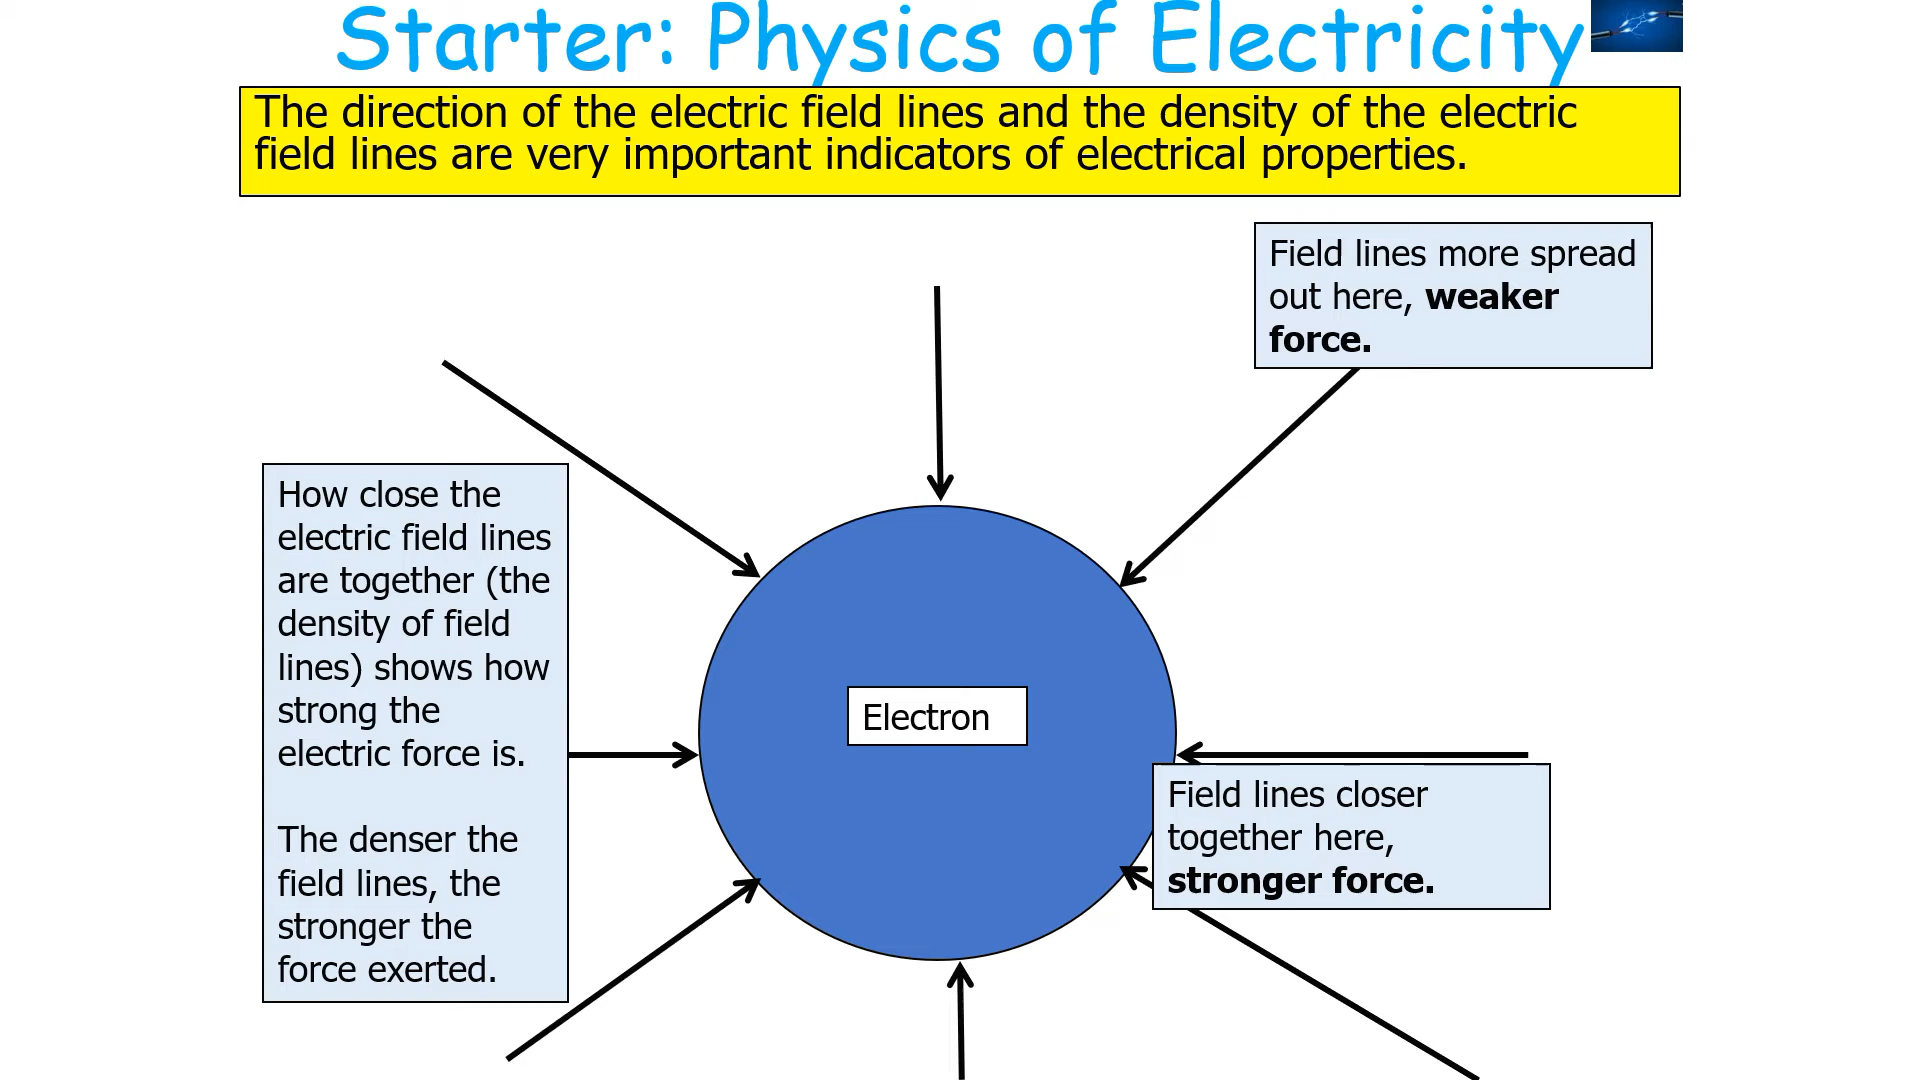 Starter: Physics of Electricity
The direction of the electric field lines and the density of the electric
field lines are very important indicators of electrical properties.
Field lines more spread
out here, weaker
force.
How close the
electric field lines
are together (the
density of field
lines) shows how
strong the
electric force is.
The denser the
field lines, the
stronger the
force exerted.
Electron
Field lines closer
together here,
stronger force.